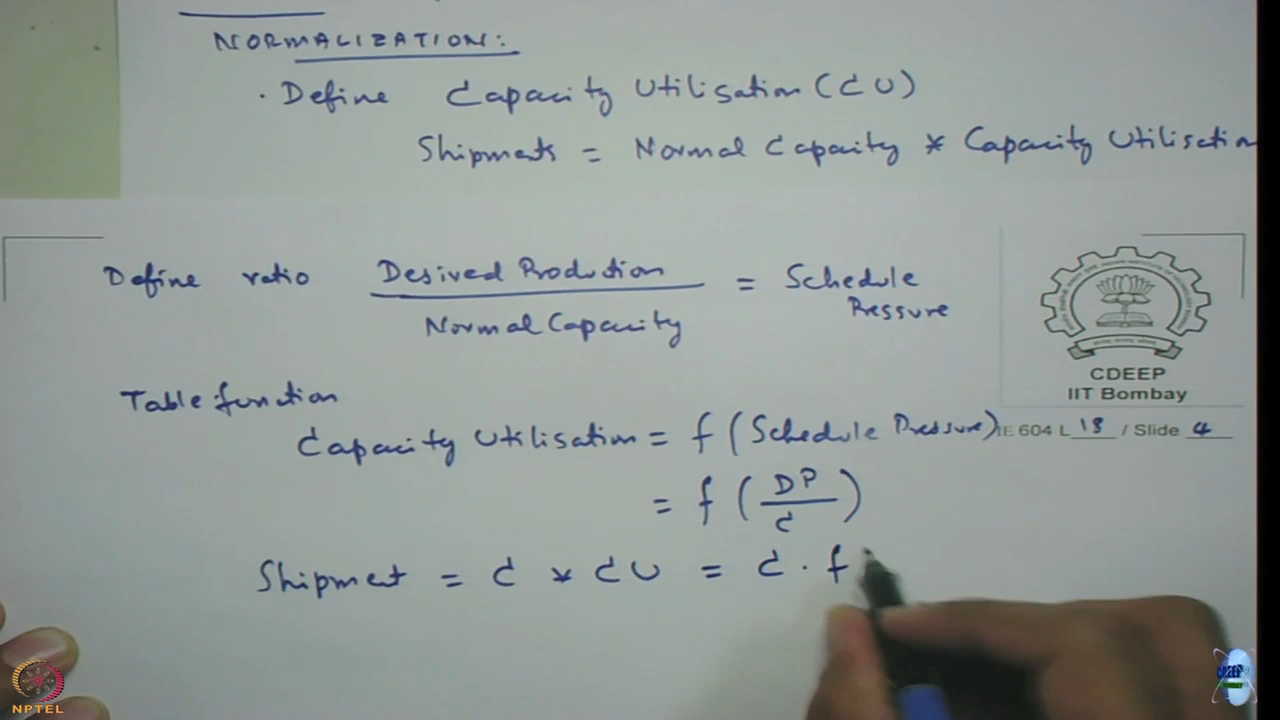 NORMALIZATION:
· Define Capacity Utilisation (CU)
Shipments = Normal Capacity * Capacity Utilisation
Define ratio Desired Production / Normal Capacity = Schedule Pressure
CDEEP
IIT Bombay
IE 604 L 18 / Slide 4
Table function
Capacity Utilisation = f (Schedule Pressure)
= f (DP / C)
Shipment = C * CU = C · f
NPTEL
CDEEP